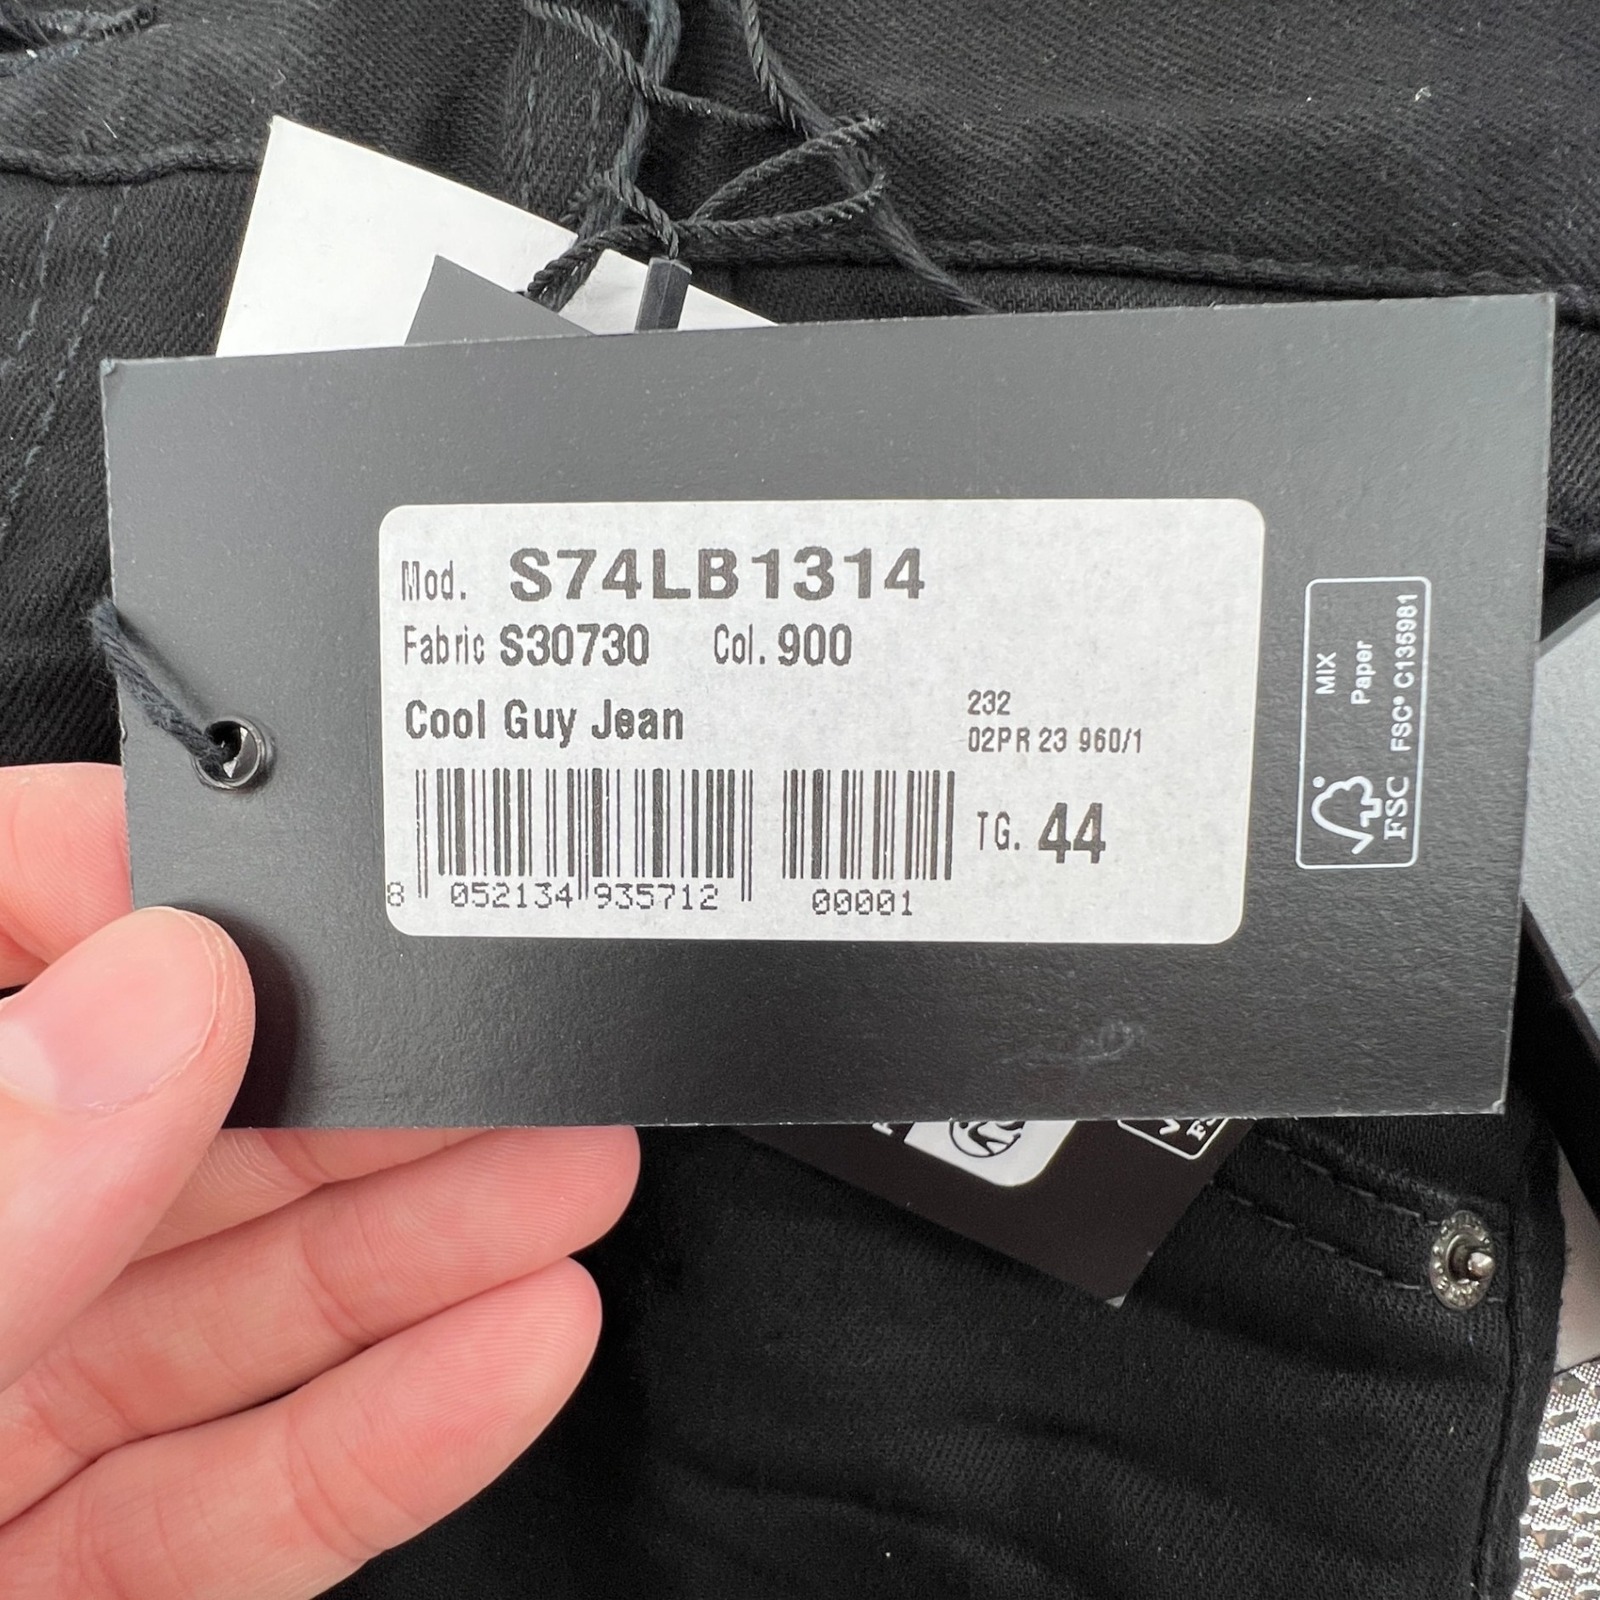 Mod. S74LB1314
Fabric S30730 Col. 900
Cool Guy Jean
232
02PR 23 960/1
TG. 44
8 052134 935712 00001
MIX
Paper
FSC® C135981
FSC